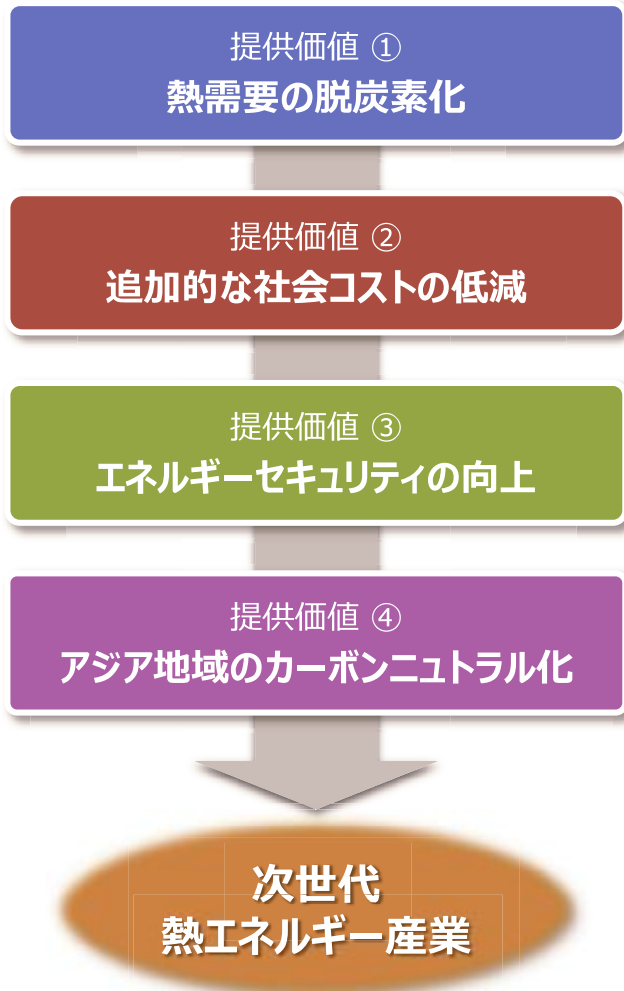 提供価値 ①
熱需要の脱炭素化
提供価値 ②
追加的な社会コストの低減
提供価値 ③
エネルギーセキュリティの向上
提供価値 ④
アジア地域のカーボンニュトラル化
次世代
熱エネルギー産業